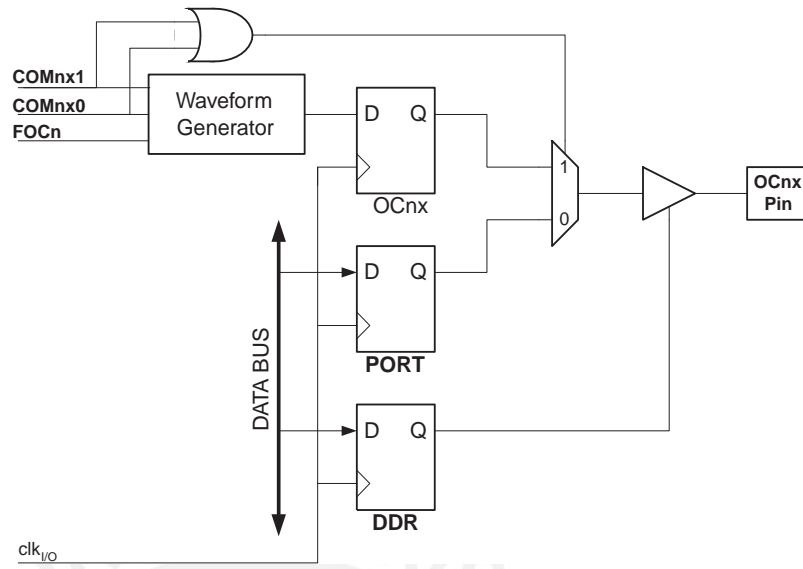 COMnx1
COMnx0
FOCn
Waveform
Generator
D Q
OCnx
1
0
OCnx
Pin
D Q
PORT
DATA BUS
D Q
DDR
clkI/O